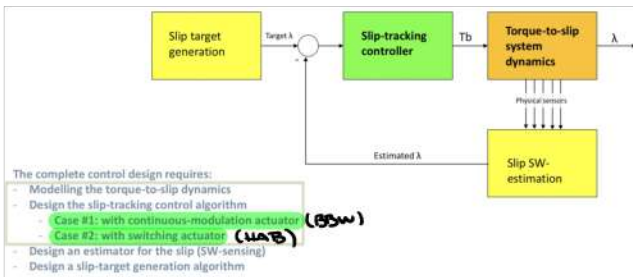 Slip target
generation
Target λ
-
Slip-tracking
controller
Tb
Torque-to-slip
system
dynamics
λ
Physical sensors
Slip SW-
estimation
Estimated λ
The complete control design requires:
- Modelling the torque-to-slip dynamics
- Design the slip-tracking control algorithm
- Case #1: with continuous-modulation actuator (BBW)
- Case #2: with switching actuator (HAB)
- Design an estimator for the slip (SW-sensing)
- Design a slip-target generation algorithm